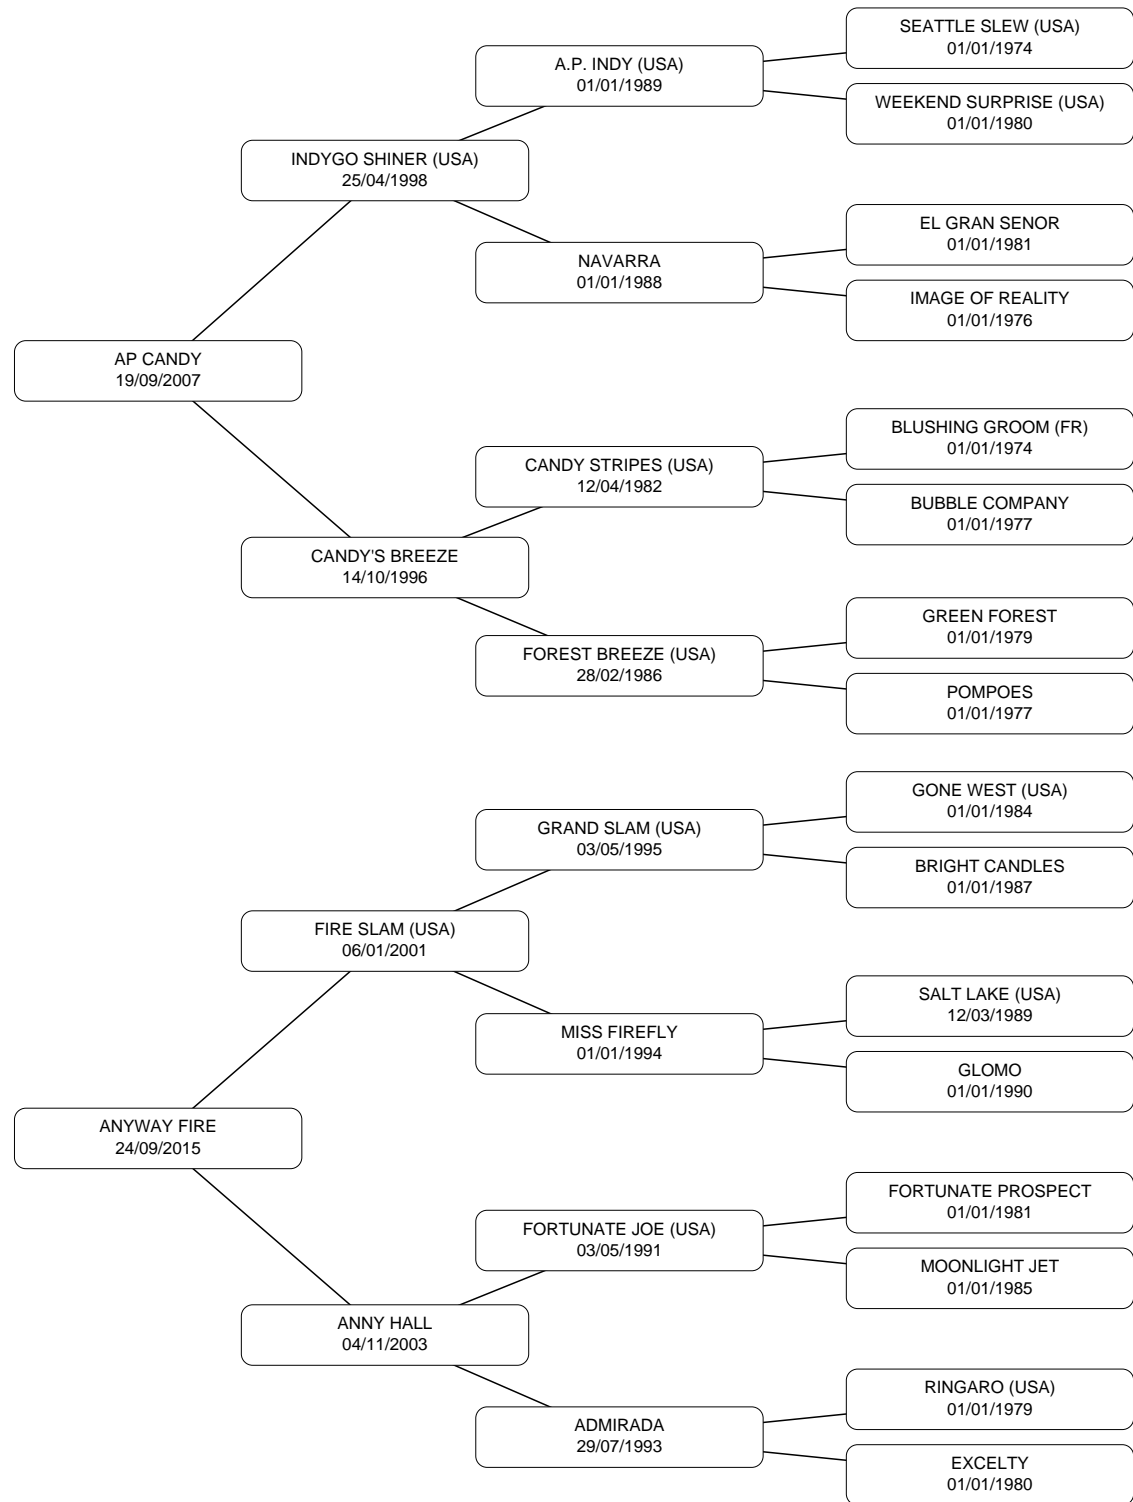 SEATTLE SLEW (USA)
01/01/1974
A.P. INDY (USA)
01/01/1989
WEEKEND SURPRISE (USA)
01/01/1980
INDYGO SHINER (USA)
25/04/1998
EL GRAN SENOR
01/01/1981
NAVARRA
01/01/1988
IMAGE OF REALITY
01/01/1976
AP CANDY
19/09/2007
BLUSHING GROOM (FR)
01/01/1974
CANDY STRIPES (USA)
12/04/1982
BUBBLE COMPANY
01/01/1977
CANDY'S BREEZE
14/10/1996
GREEN FOREST
01/01/1979
FOREST BREEZE (USA)
28/02/1986
POMPOES
01/01/1977
GONE WEST (USA)
01/01/1984
GRAND SLAM (USA)
03/05/1995
BRIGHT CANDLES
01/01/1987
FIRE SLAM (USA)
06/01/2001
SALT LAKE (USA)
12/03/1989
MISS FIREFLY
01/01/1994
GLOMO
01/01/1990
ANYWAY FIRE
24/09/2015
FORTUNATE PROSPECT
01/01/1981
FORTUNATE JOE (USA)
03/05/1991
MOONLIGHT JET
01/01/1985
ANNY HALL
04/11/2003
RINGARO (USA)
01/01/1979
ADMIRADA
29/07/1993
EXCELTY
01/01/1980